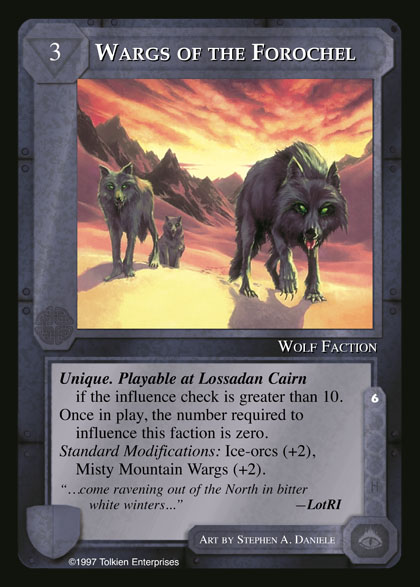 3
WARGS OF THE FOROCHEL
WOLF FACTION
Unique. Playable at Lossadan Cairn
if the influence check is greater than 10.
Once in play, the number required to
influence this faction is zero.
Standard Modifications: Ice-orcs (+2),
Misty Mountain Wargs (+2).
“…come ravening out of the North in bitter
white winters…” —LotRI
6
H
ART BY STEPHEN A. DANIELE
©1997 Tolkien Enterprises